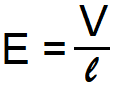 E = V/ℓ